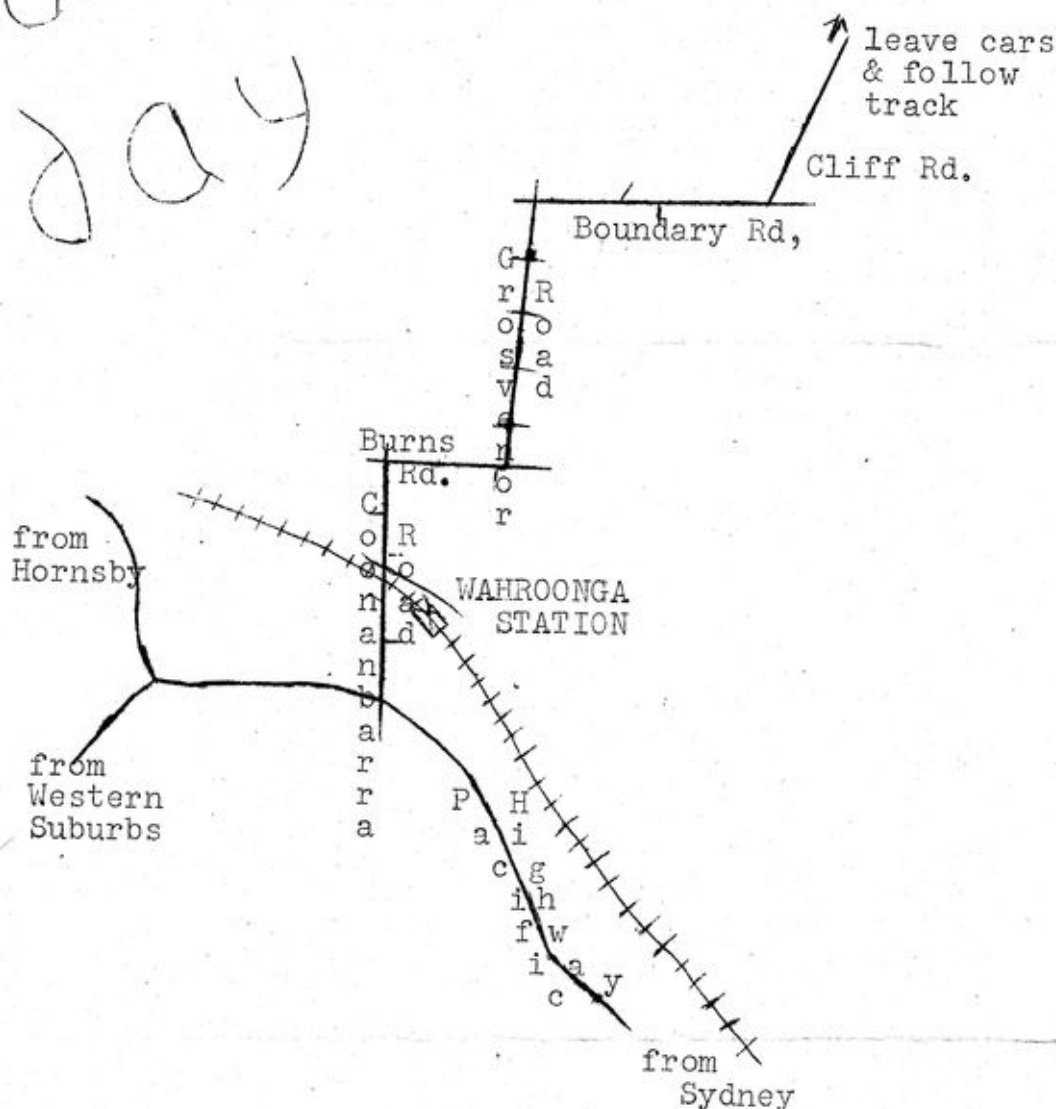 day
leave cars
& follow
track
Cliff Rd.
Boundary Rd,
Grosvenor
Road
Burns
Rd.
Coonanbarra
Road
from
Hornsby
WAHROONGA
STATION
from
Western
Suburbs
Pacific
Highway
from
Sydney